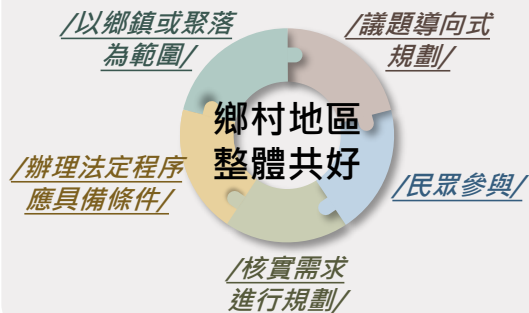 /以鄉鎮或聚落
為範圍/
/議題導向式
規劃/
鄉村地區
整體共好
/辦理法定程序
應具備條件/
/民眾參與/
/核實需求
進行規劃/